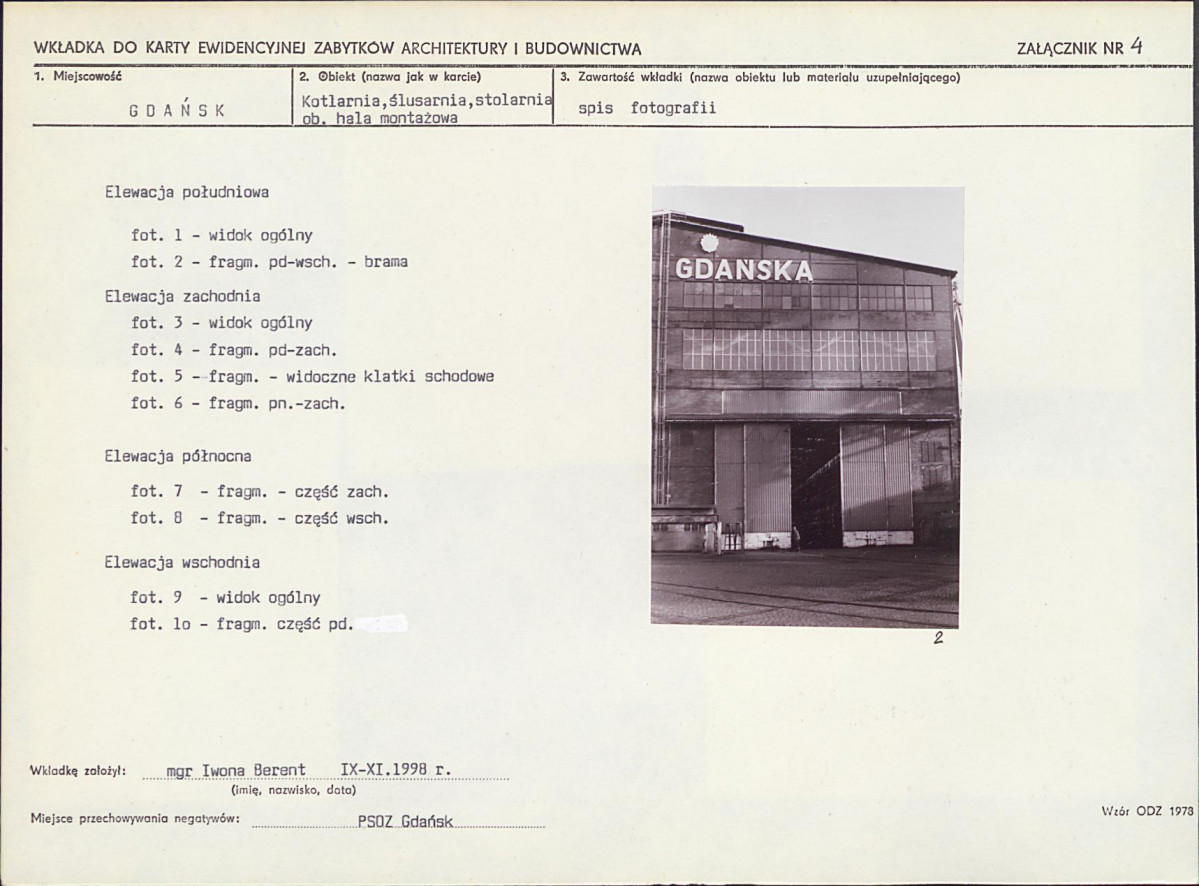 WKŁADKA DO KARTY EWIDENCYJNEJ ZABYTKÓW ARCHITEKTURY I BUDOWNICTWA
ZAŁĄCZNIK NR 4
1. Miejscowość
GDAŃSK
2. Obiekt (nazwa jak w karcie)
Kotlarnia,ślusarnia,stolarnia
ob. hala montażowa
3. Zawartość wkładki (nazwa obiektu lub materiału uzupełniającego)
spis fotografii
Elewacja południowa
fot. 1 - widok ogólny
fot. 2 - fragm. pd-wsch. - brama
Elewacja zachodnia
fot. 3 - widok ogólny
fot. 4 - fragm. pd-zach.
fot. 5 - fragm. - widoczne klatki schodowe
fot. 6 - fragm. pn.-zach.
Elewacja północna
fot. 7 - fragm. - część zach.
fot. 8 - fragm. - część wsch.
Elewacja wschodnia
fot. 9 - widok ogólny
fot. 1o - fragm. część pd.
GDAŃSKA
2
Wkładkę założył: mgr Iwona Berent IX-XI.1998 r.
(imię, nazwisko, data)
Miejsce przechowywania negatywów: PSOZ Gdańsk
Wzór ODZ 1978